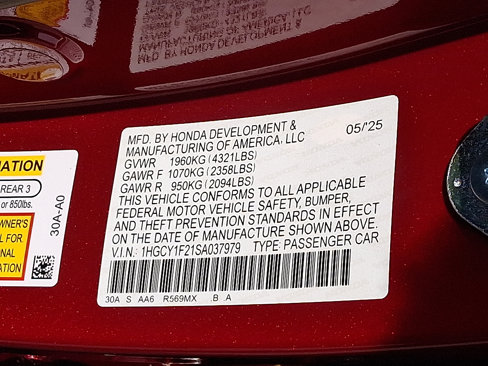 MFD. BY HONDA DEVELOPMENT &
MANUFACTURING OF AMERICA, LLC
05/'25
GVWR 1960KG (4321LBS)
GAWR F 1070KG (2358LBS)
GAWR R 950KG (2094LBS)
THIS VEHICLE CONFORMS TO ALL APPLICABLE
FEDERAL MOTOR VEHICLE SAFETY, BUMPER,
AND THEFT PREVENTION STANDARDS IN EFFECT
ON THE DATE OF MANUFACTURE SHOWN ABOVE.
V.I.N.: 1HGCY1F21SA037979 TYPE: PASSENGER CAR
30A S AA6 R569MX .B A
REAR 3
or 850lbs.
30A-A0